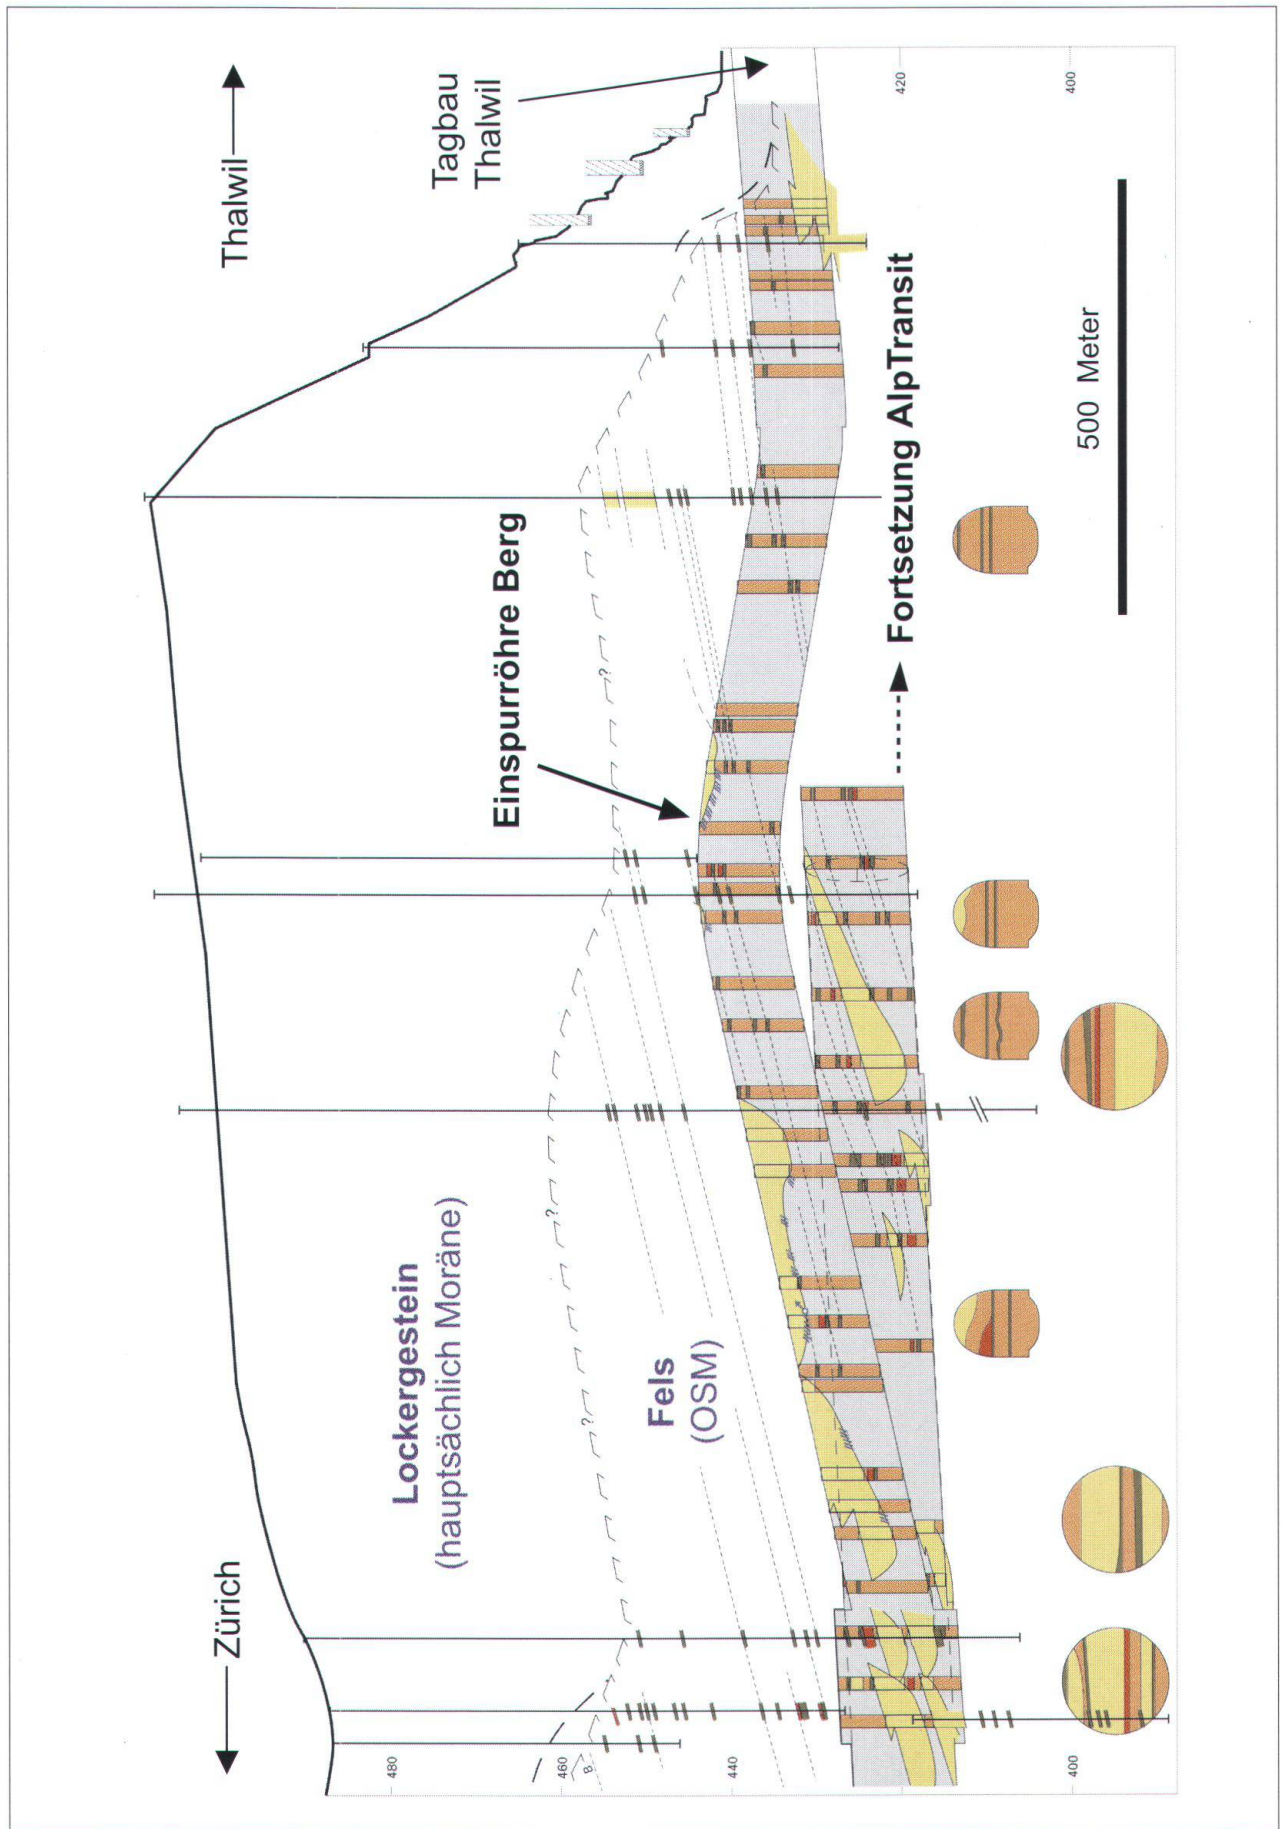 Zürich
Thalwil
Lockergestein
(hauptsächlich Moräne)
Tagbau
Thalwil
Einspurröhre Berg
Fels
(OSM)
Fortsetzung AlpTransit
500 Meter
480
460
440
400
420
400
?
?
?